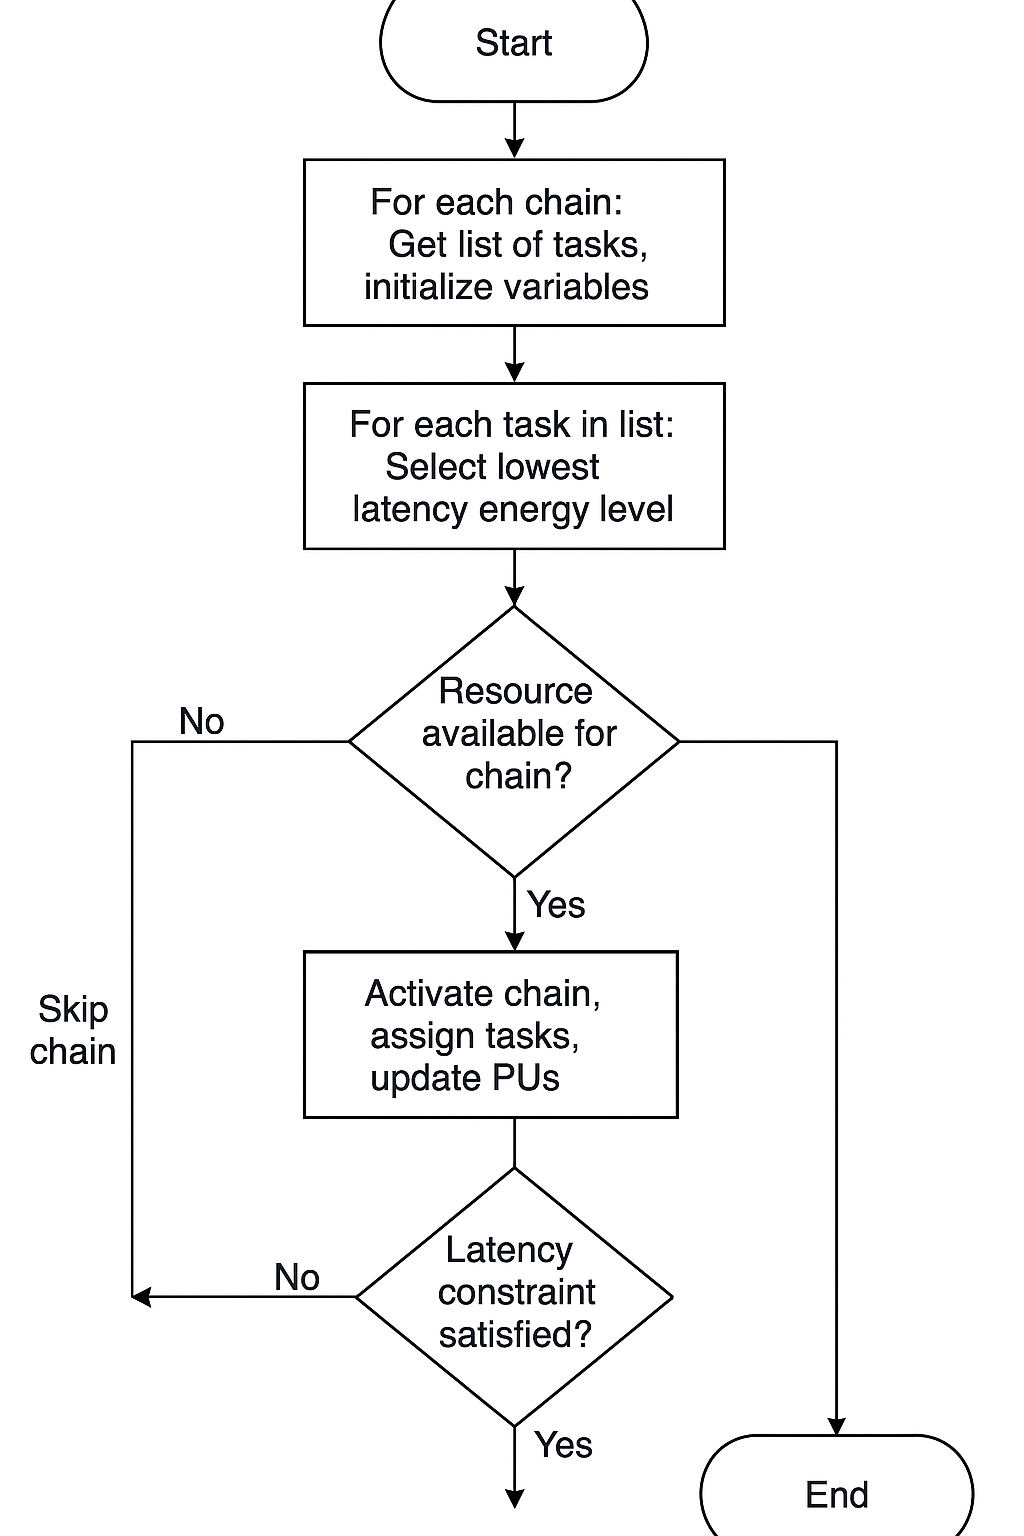 Start
For each chain:
Get list of tasks,
initialize variables
For each task in list:
Select lowest
latency energy level
Resource
available for
chain?
No
Yes
Skip
chain
Activate chain,
assign tasks,
update PUs
Latency
constraint
satisfied?
No
Yes
End